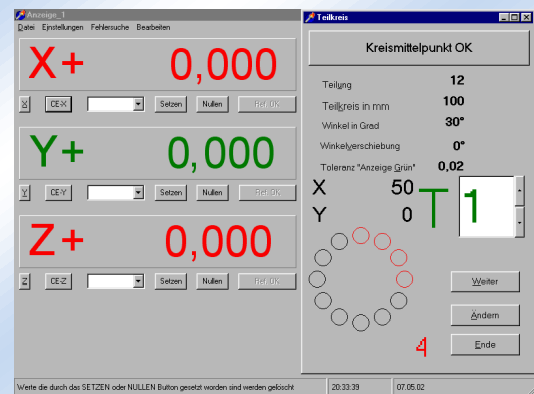 Anzeige_1
Datei Einstellungen Fehlersuche Bearbeiten
X+ 0,000
X CE-X Setzen Nullen Ref. OK
Y+ 0,000
Y CE-Y Setzen Nullen Ref. OK
Z+ 0,000
Z CE-Z Setzen Nullen Ref. OK
Teilkreis
Kreismittelpunkt OK
Teilung 12
Teilkreis in mm 100
Winkel in Grad 30°
Winkelverschiebung 0°
Toleranz "Anzeige Grün" 0,02
X 50
Y 0
T 1
4
Weiter
Ändern
Ende
Werte die durch das SETZEN oder NULLEN Button gesetzt worden sind werden gelöscht 20:33:39 07.05.02